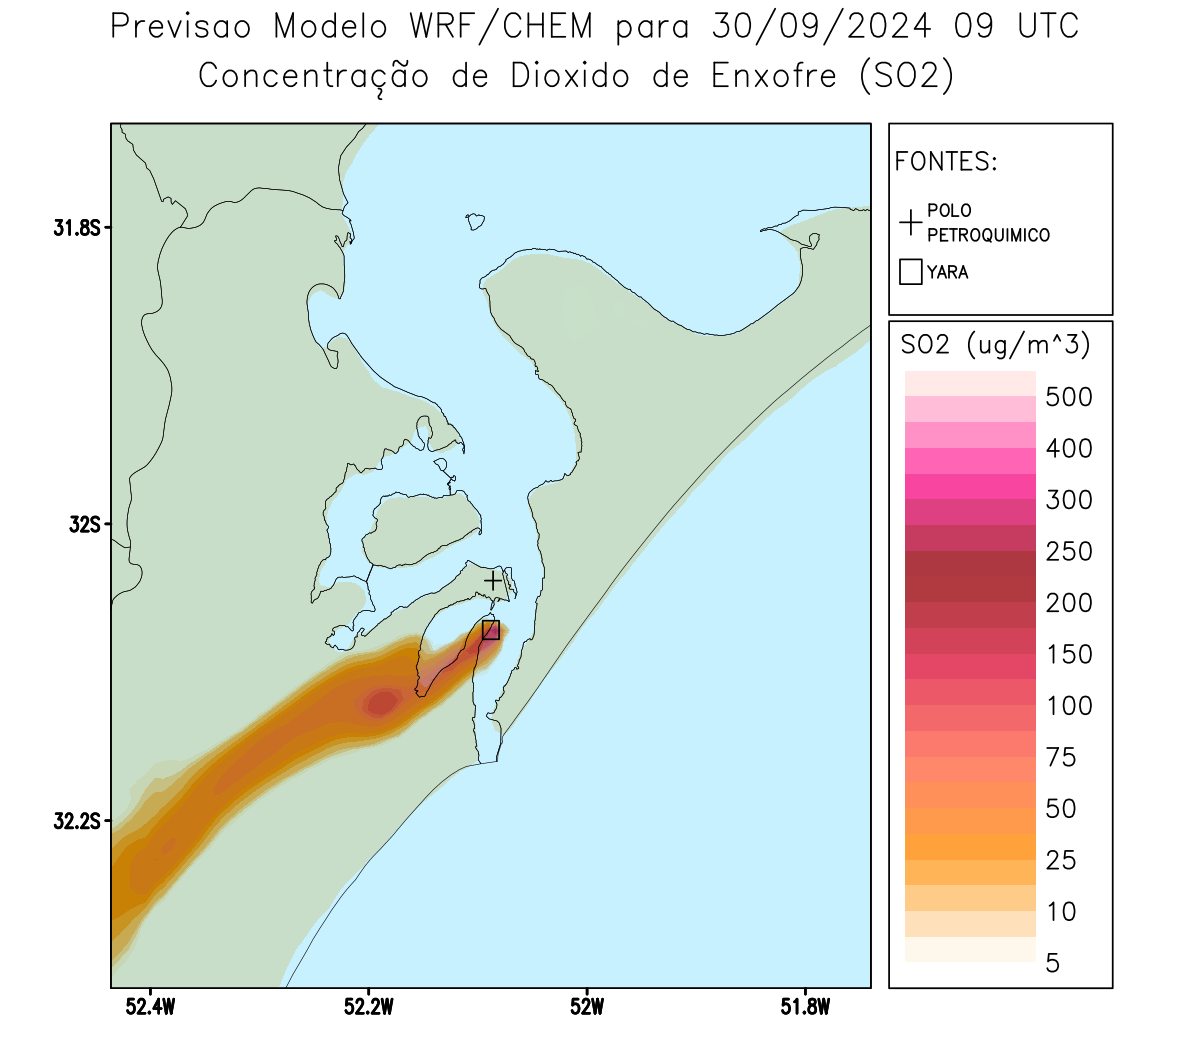 Previsao Modelo WRF/CHEM para 30/09/2024 09 UTC
Concentração de Dioxido de Enxofre (SO2)
FONTES:
POLO
PETROQUIMICO
YARA
SO2 (ug/m^3)
500
400
300
250
200
150
100
75
50
25
10
5
31.8S
32S
32.2S
52.4W
52.2W
52W
51.8W